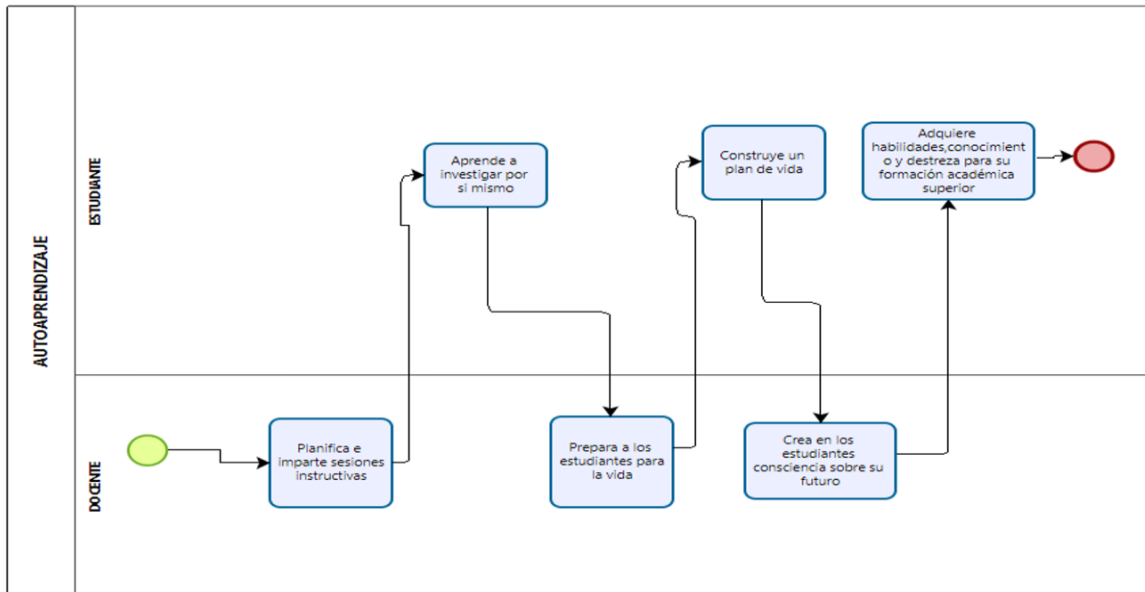 AUTOAPRENDIZAJE
ESTUDIANTE
Aprende a
investigar por
si mismo
Construye un
plan de vida
Adquiere
habilidades,conocimient
o y destreza para su
formación académica
superior
DOCENTE
Planifica e
imparte sesiones
instructivas
Prepara a los
estudiantes para
la vida
Crea en los
estudiantes
consciencia sobre su
futuro